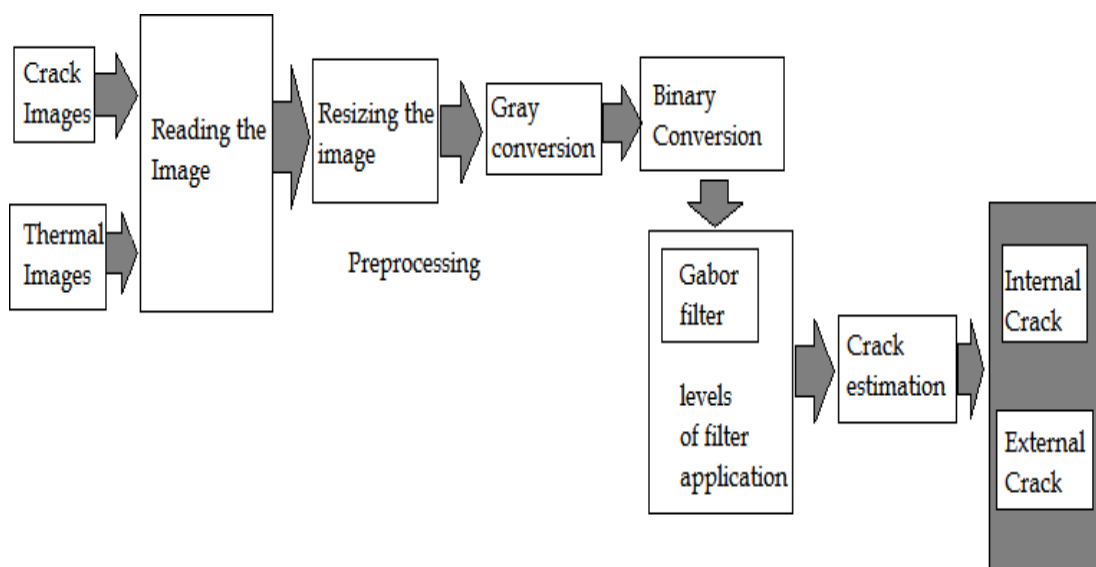 Crack
Images
Thermal
Images
Reading the
Image
Resizing the
image
Preprocessing
Gray
conversion
Binary
Conversion
Gabor
filter
levels
of filter
application
Crack
estimation
Internal
Crack
External
Crack